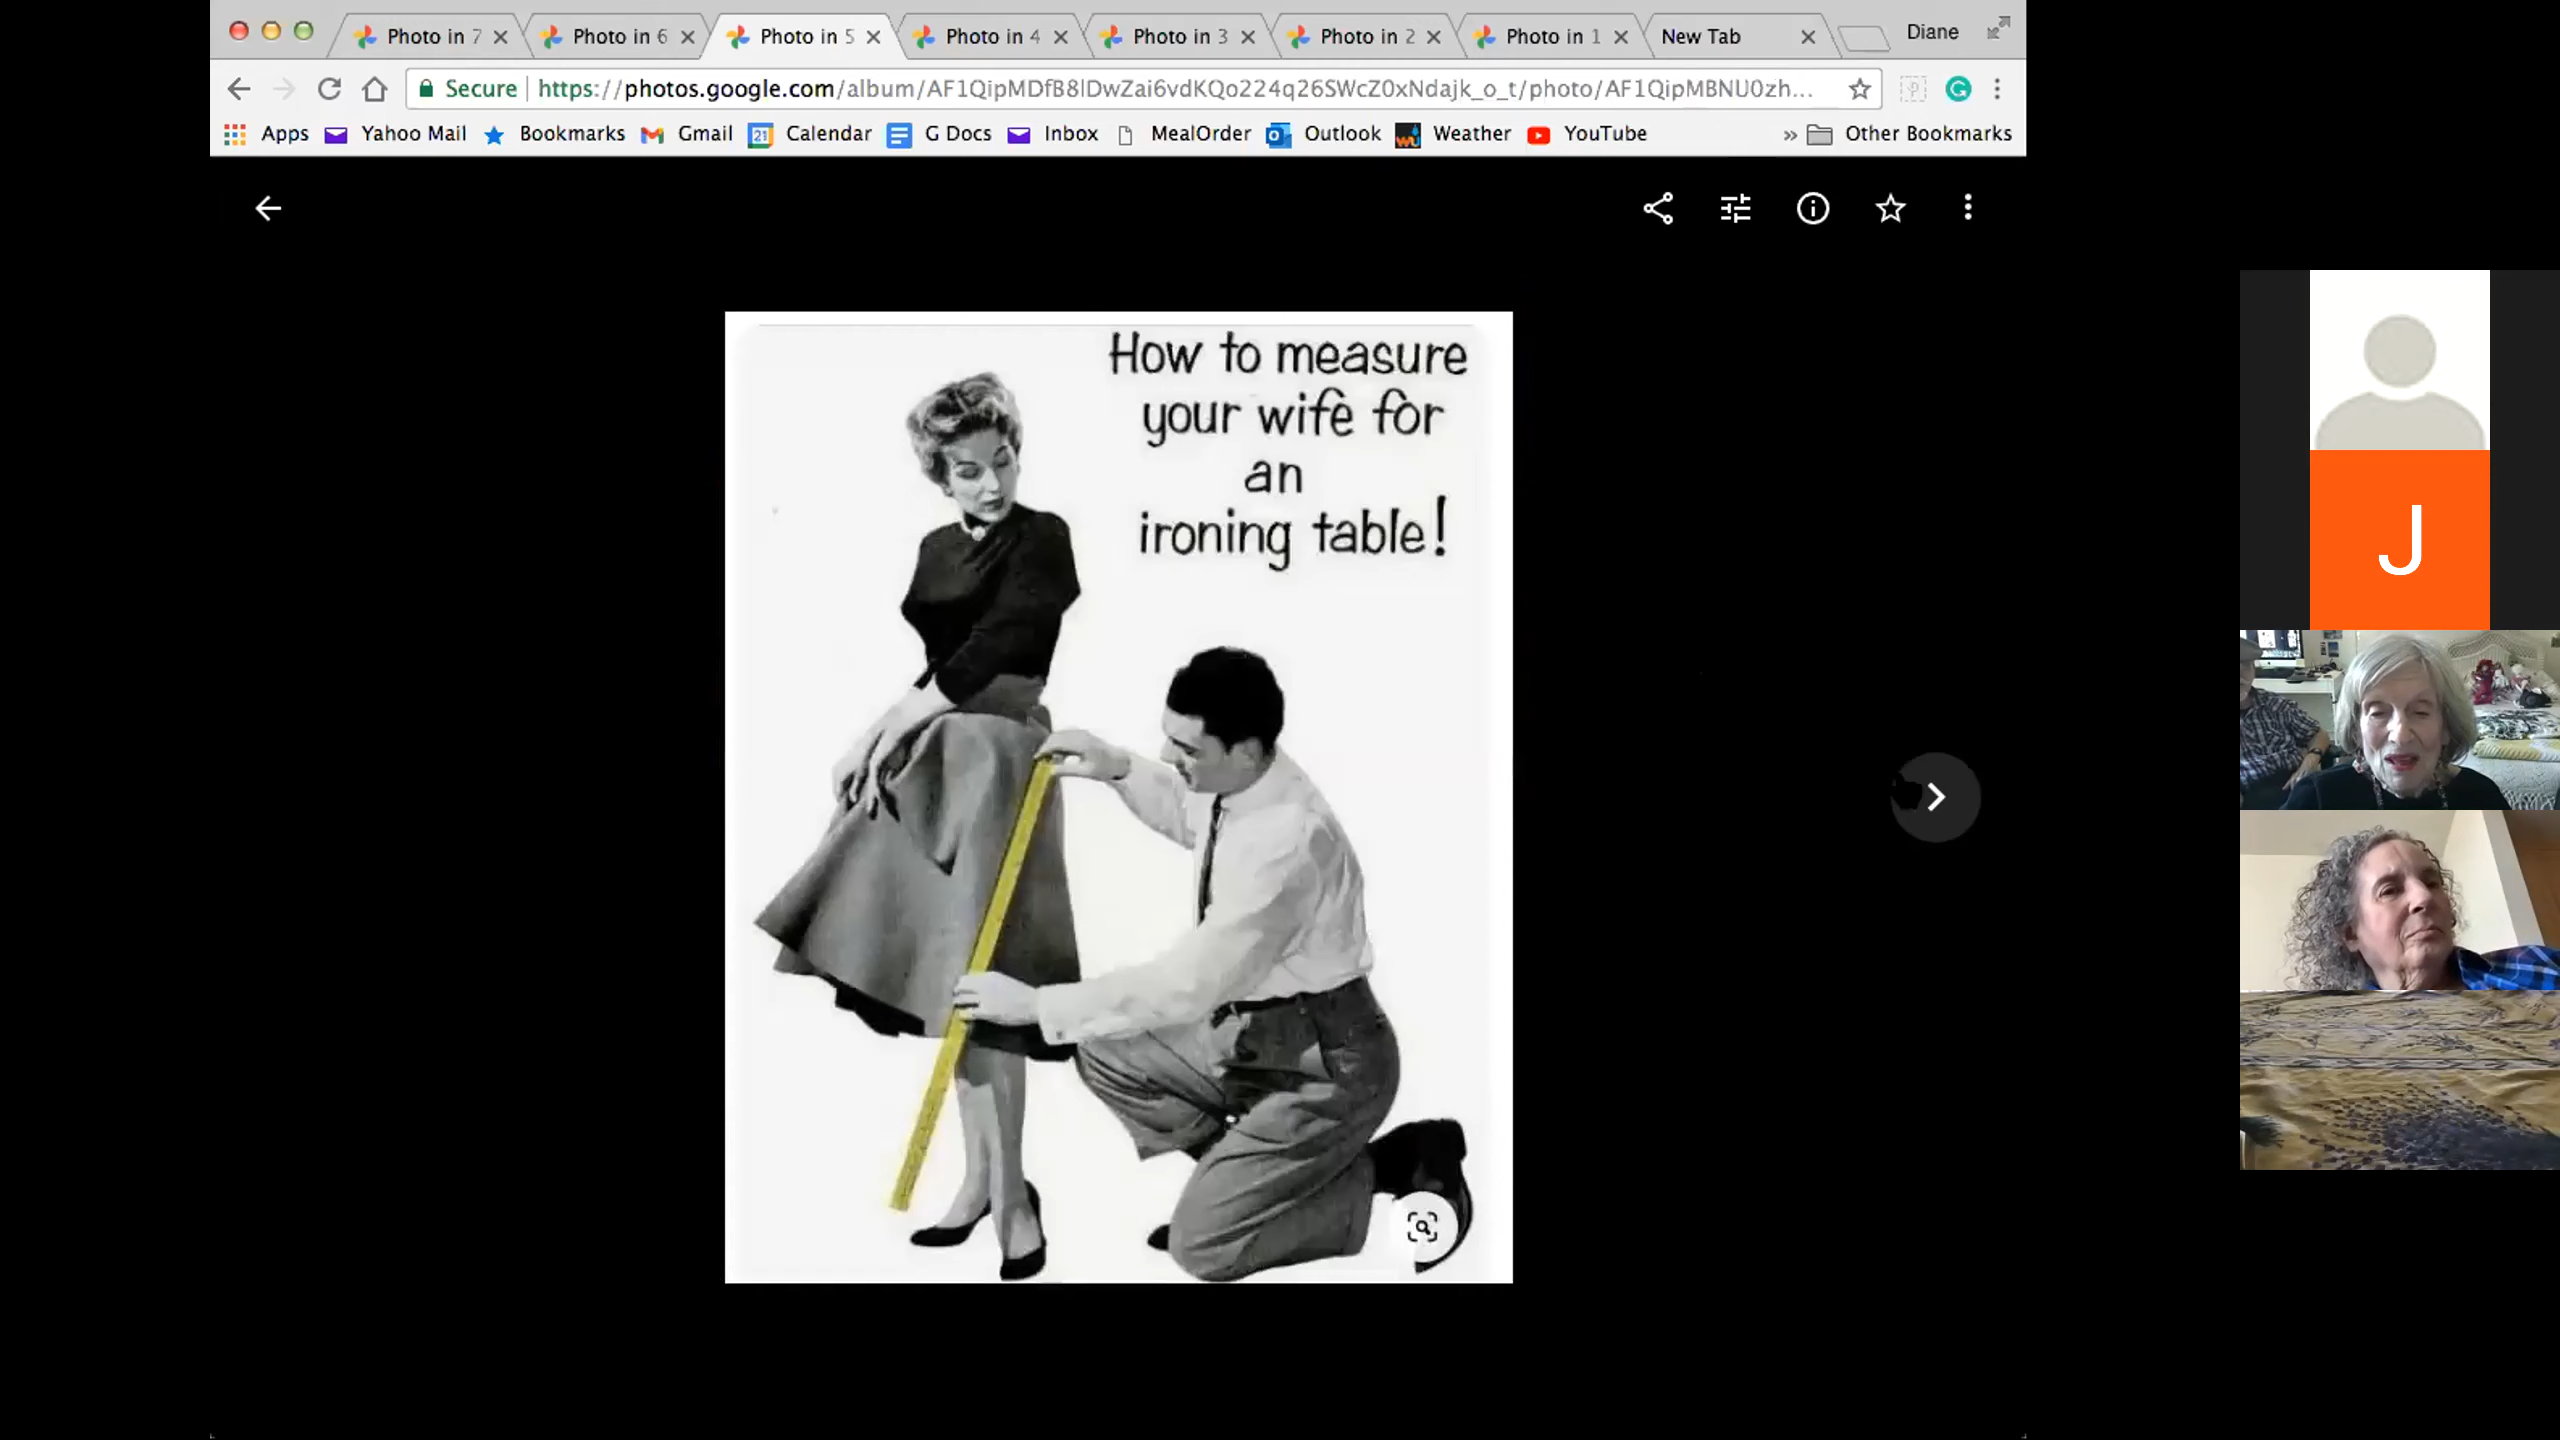 Photo in 7
Photo in 6
Photo in 5
Photo in 4
Photo in 3
Photo in 2
Photo in 1
New Tab
Diane
Secure
https://photos.google.com/album/AF1QipMDfB8lDwZai6vdKQo224q26SWcZ0xNdajk_o_t/photo/AF1QipMBNU0zh...
Apps
Yahoo Mail
Bookmarks
Gmail
21
Calendar
G Docs
Inbox
MealOrder
Outlook
Weather
YouTube
»
Other Bookmarks
How to measure
your wife for
an
ironing table!
J